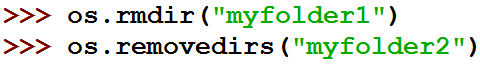 >>> os.rmdir("myfolder1")
>>> os.removedirs("myfolder2")